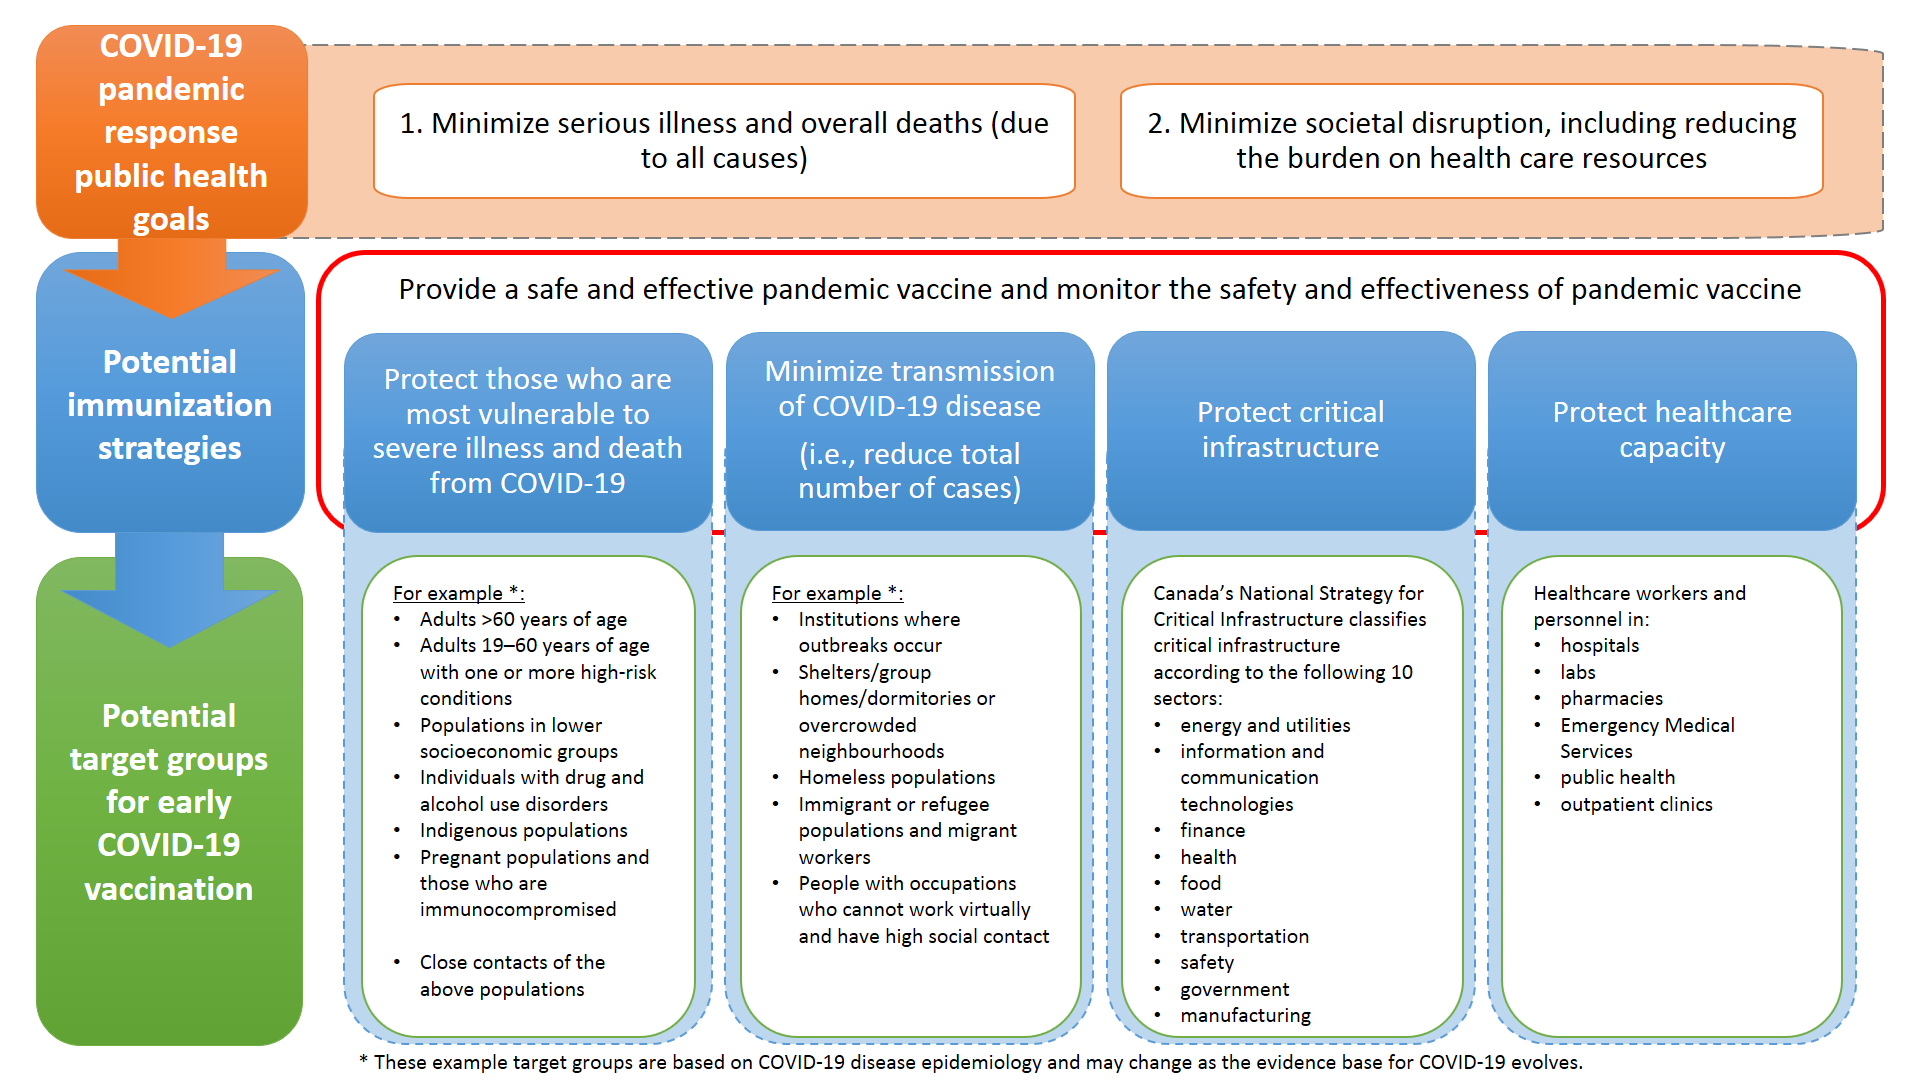 COVID-19
pandemic
response
public health
goals
1. Minimize serious illness and overall deaths (due
to all causes)
2. Minimize societal disruption, including reducing
the burden on health care resources
Potential
immunization
strategies
Provide a safe and effective pandemic vaccine and monitor the safety and effectiveness of pandemic vaccine
Protect those who are
most vulnerable to
severe illness and death
from COVID-19
Minimize transmission
of COVID-19 disease
(i.e., reduce total
number of cases)
Protect critical
infrastructure
Protect healthcare
capacity
Potential
target groups
for early
COVID-19
vaccination
For example *:
• Adults >60 years of age
• Adults 19–60 years of age
with one or more high-risk
conditions
• Populations in lower
socioeconomic groups
• Individuals with drug and
alcohol use disorders
• Indigenous populations
• Pregnant populations and
those who are
immunocompromised
• Close contacts of the
above populations
For example *:
• Institutions where
outbreaks occur
• Shelters/group
homes/dormitories or
overcrowded
neighbourhoods
• Homeless populations
• Immigrant or refugee
populations and migrant
workers
• People with occupations
who cannot work virtually
and have high social contact
Canada's National Strategy for
Critical Infrastructure classifies
critical infrastructure
according to the following 10
sectors:
• energy and utilities
• information and
communication
technologies
• finance
• health
• food
• water
• transportation
• safety
• government
• manufacturing
Healthcare workers and
personnel in:
• hospitals
• labs
• pharmacies
• Emergency Medical
Services
• public health
• outpatient clinics
* These example target groups are based on COVID-19 disease epidemiology and may change as the evidence base for COVID-19 evolves.